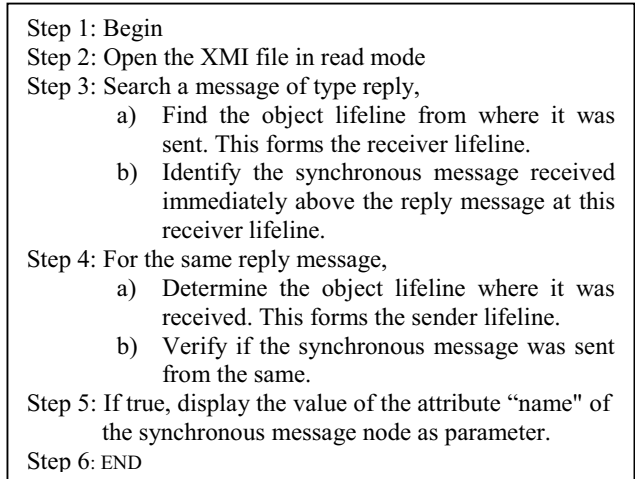 Step 1: Begin
Step 2: Open the XMI file in read mode
Step 3: Search a message of type reply,
a) Find the object lifeline from where it was
sent. This forms the receiver lifeline.
b) Identify the synchronous message received
immediately above the reply message at this
receiver lifeline.
Step 4: For the same reply message,
a) Determine the object lifeline where it was
received. This forms the sender lifeline.
b) Verify if the synchronous message was sent
from the same.
Step 5: If true, display the value of the attribute “name" of
the synchronous message node as parameter.
Step 6: END